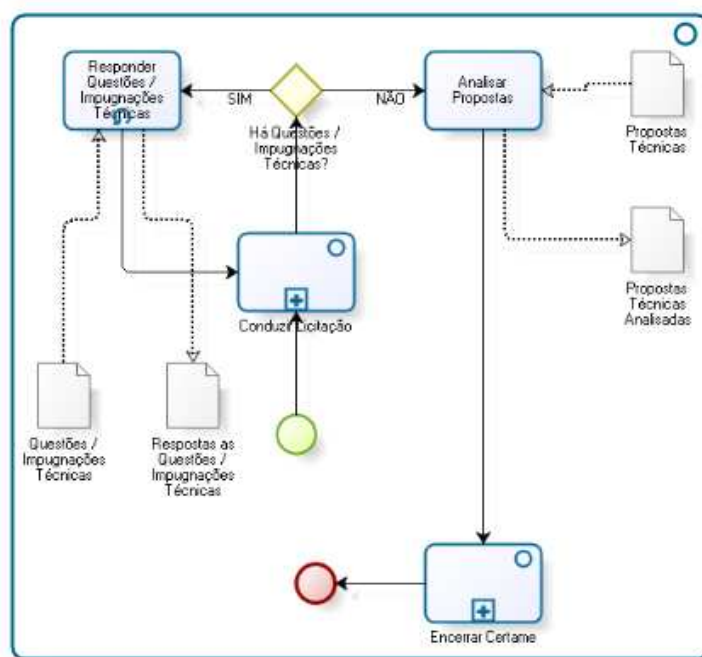 Responder
Questões /
Impugnações
Técnicas
SIM
NÃO
Há Questões /
Impugnações
Técnicas?
Analisar
Propostas
Propostas
Técnicas
Propostas
Técnicas
Analisadas
Conduzir Licitação
Questões /
Impugnações
Técnicas
Respostas as
Questões /
Impugnações
Técnicas
Encerrar Certame